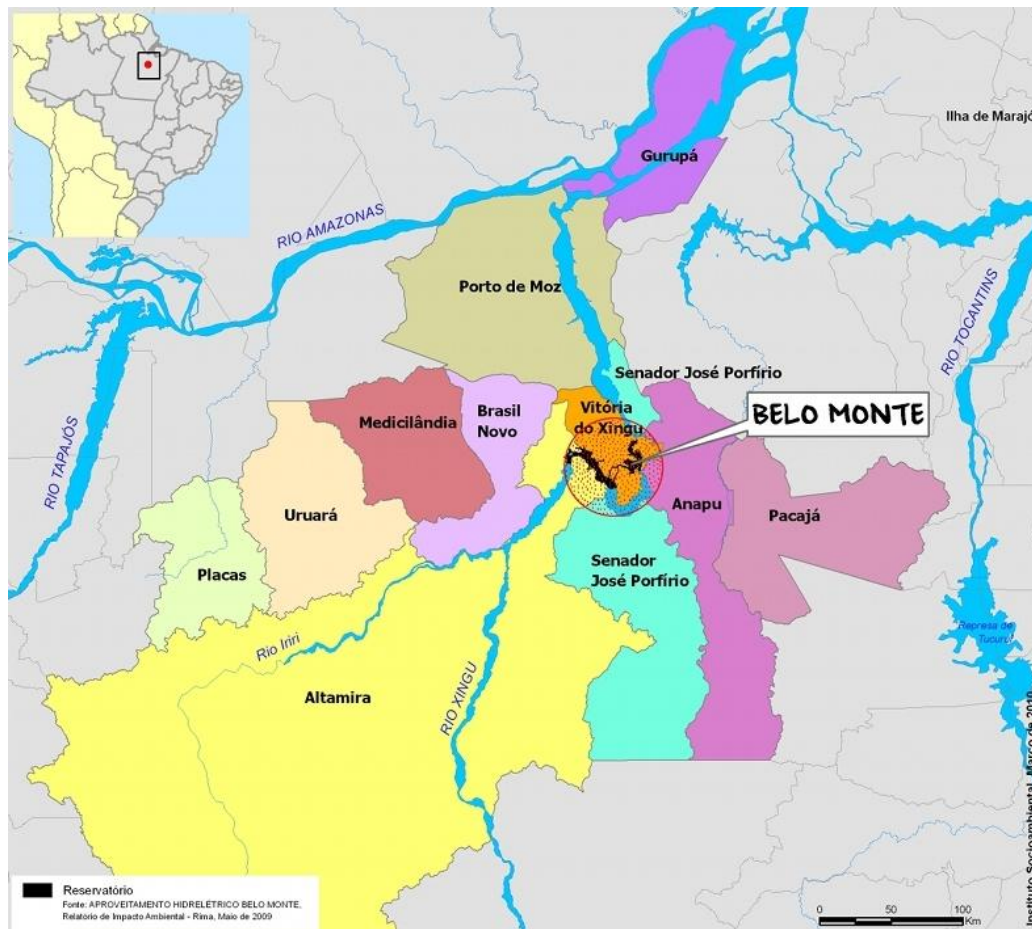 Ilha de Marajó
Gurupá
RIO AMAZONAS
Porto de Moz
RIO TOCANTINS
Senador José Porfírio
RIO TAPAJÓS
Medicilândia
Brasil
Novo
Vitória
do Xingu
BELO MONTE
Uruará
Anapu
Pacajá
Placas
Senador
José Porfírio
Represa de
Tucuruí
Rio Iriri
Altamira
RIO XINGU
Instituto Socioambiental, Março de 2010
Reservatório
Fonte: APROVEITAMENTO HIDRELÉTRICO BELO MONTE,
Relatório de Impacto Ambiental - Rima, Maio de 2009
0 50 100
Km